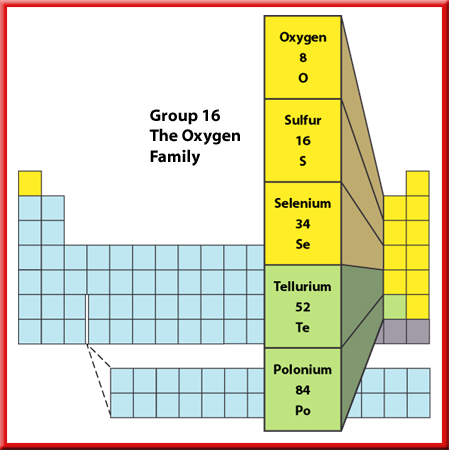 Group 16
The Oxygen
Family
Oxygen
8
O
Sulfur
16
S
Selenium
34
Se
Tellurium
52
Te
Polonium
84
Po